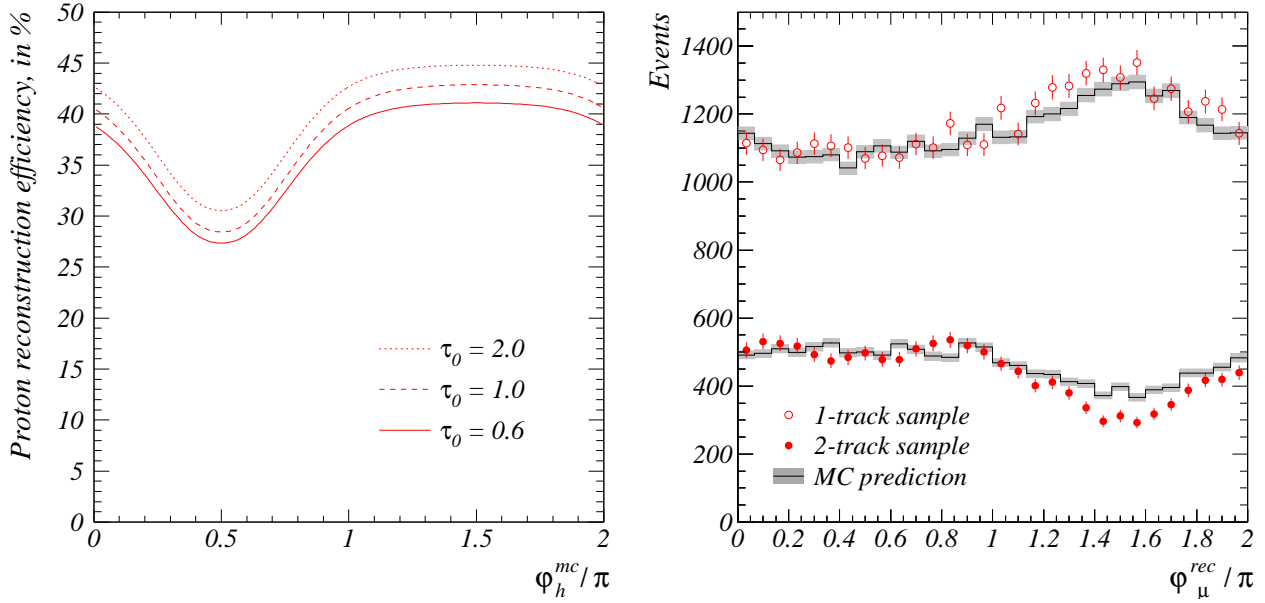 Proton reconstruction efficiency, in %
50
45
40
35
30
25
20
15
10
5
0
τ₀ = 2.0
τ₀ = 1.0
τ₀ = 0.6
0 0.5 1 1.5 2
φ_h^mc/π
Events
1400
1200
1000
800
600
400
200
0
1-track sample
2-track sample
MC prediction
0 0.2 0.4 0.6 0.8 1 1.2 1.4 1.6 1.8 2
φ_μ^rec/π